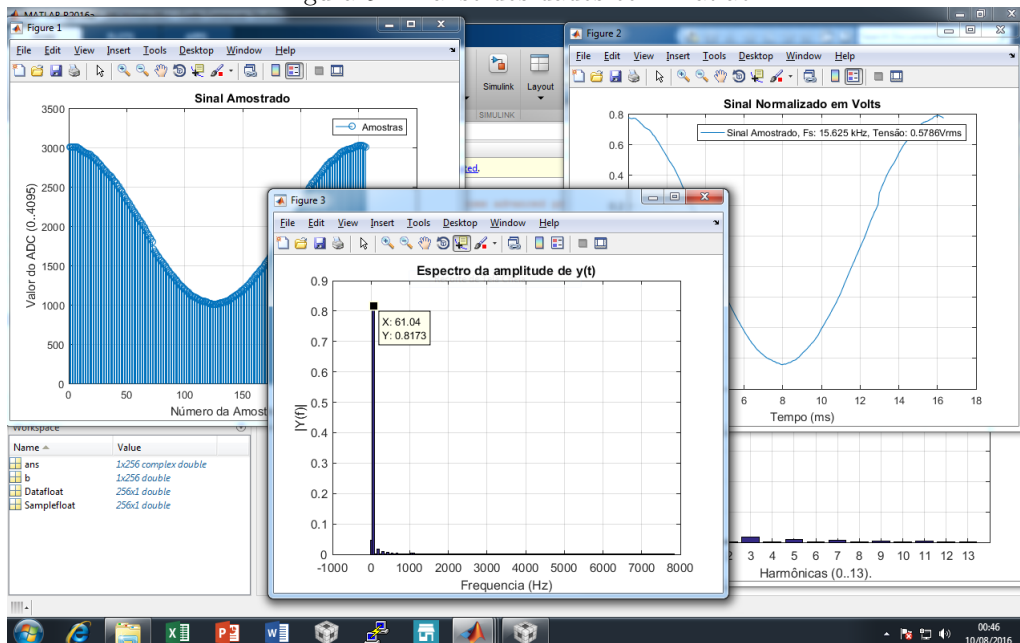 MATLAB R2016a
Figure 1
File Edit View Insert Tools Desktop Window Help
Sinal Amostrado
Amostras
Valor do ADC (0..4095)
3500
3000
2500
2000
1500
1000
500
0
0 50 100 150
Número da Amost
Simulink Layout
SIMULINK
ted.
Figure 2
File Edit View Insert Tools Desktop Window Help
Sinal Normalizado em Volts
Sinal Amostrado, Fs: 15.625 kHz, Tensão: 0.5786Vrms
0.8
0.6
0.4
6 8 10 12 14 16 18
Tempo (ms)
Figure 3
File Edit View Insert Tools Desktop Window Help
Espectro da amplitude de y(t)
X: 61.04
Y: 0.8173
|Y(f)|
0.9
0.8
0.7
0.6
0.5
0.4
0.3
0.2
0.1
0
-1000 0 1000 2000 3000 4000 5000 6000 7000 8000
Frequencia (Hz)
Workspace
Name Value
ans 1x256 complex double
b 1x256 double
Datafloat 256x1 double
Samplefloat 256x1 double
3 4 5 6 7 8 9 10 11 12 13
Harmônicas (0..13).
00:46
10/08/2016